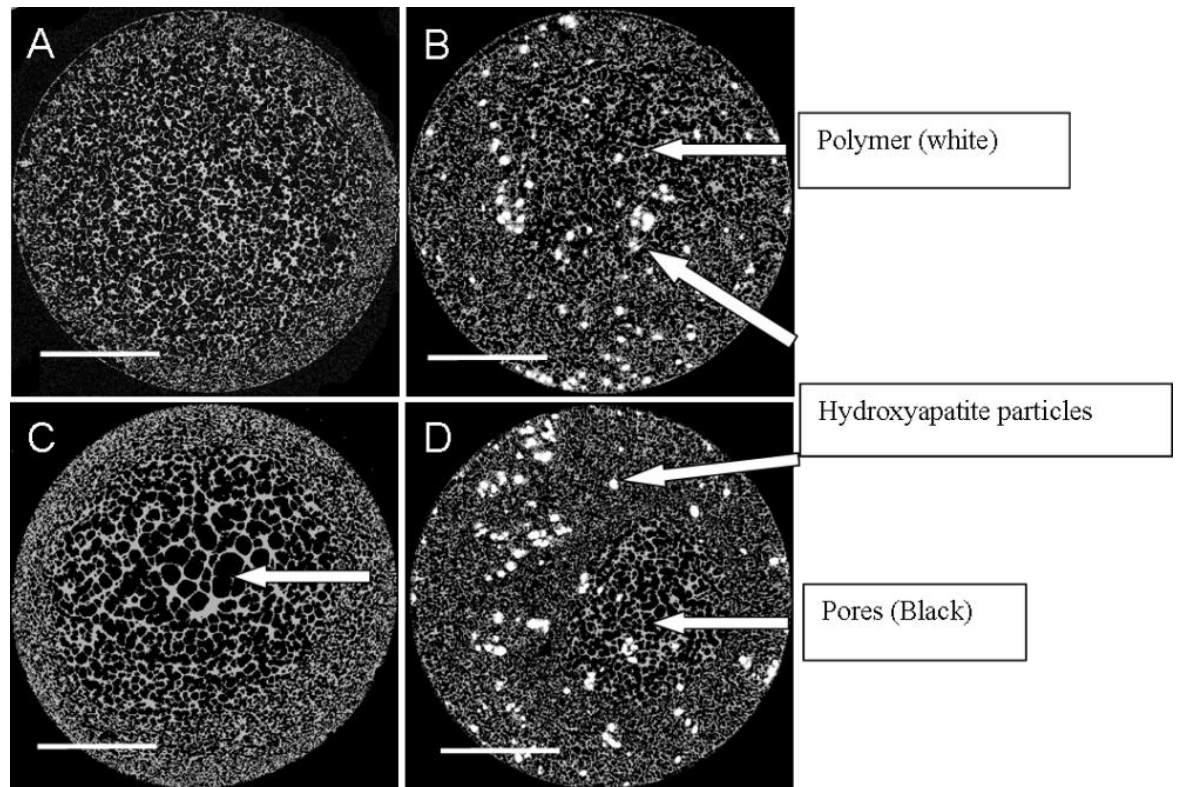 A
B
Polymer (white)
Hydroxyapatite particles
C
D
Pores (Black)